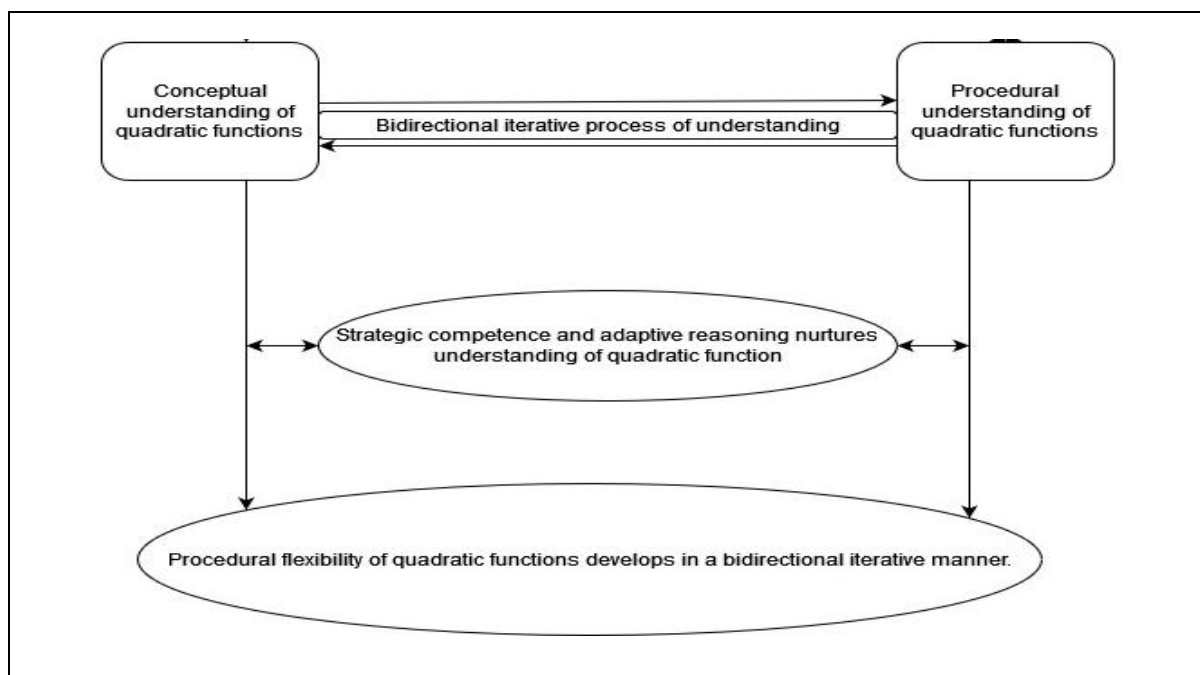 Conceptual
understanding of
quadratic functions
Bidirectional iterative process of understanding
Procedural
understanding of
quadratic functions
Strategic competence and adaptive reasoning nurtures
understanding of quadratic function
Procedural flexibility of quadratic functions develops in a bidirectional iterative manner.